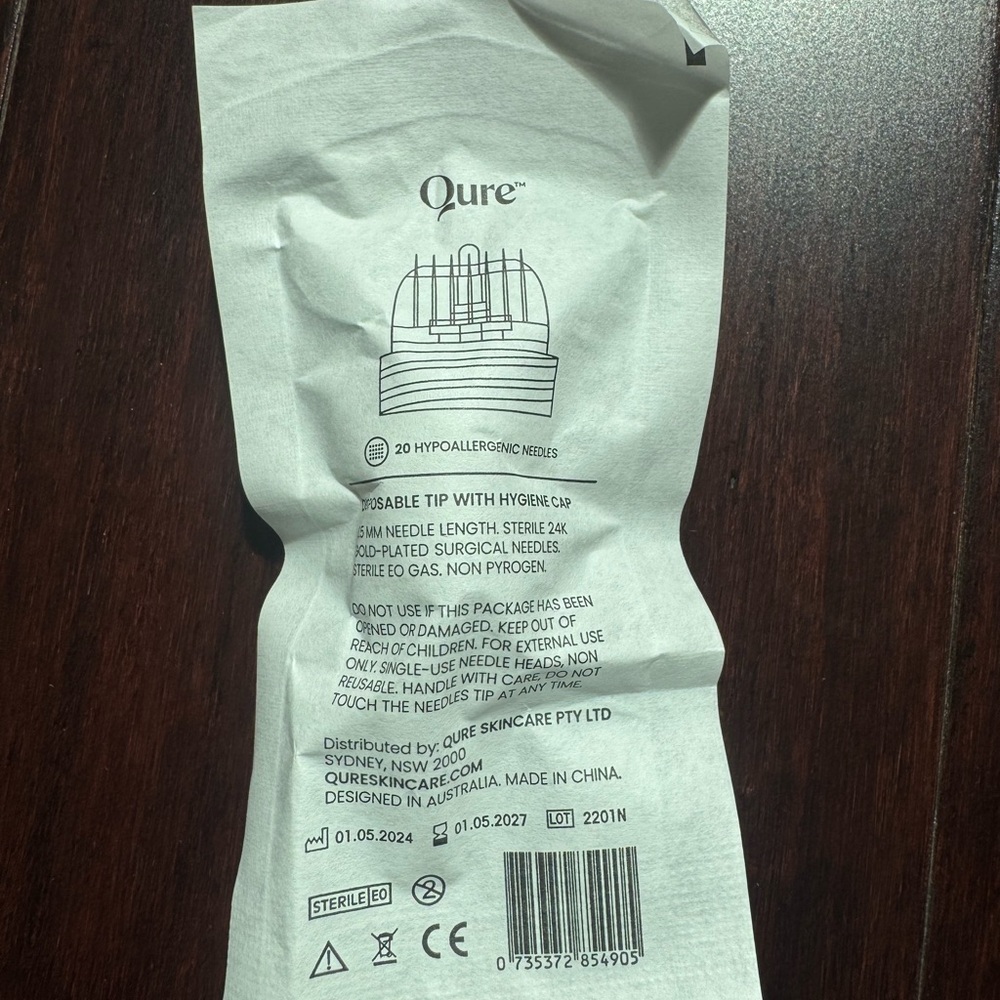 Qure™
20 HYPOALLERGENIC NEEDLES
DISPOSABLE TIP WITH HYGIENE CAP
MM NEEDLE LENGTH. STERILE 24K
GOLD-PLATED SURGICAL NEEDLES.
STERILE EO GAS. NON PYROGEN.
DO NOT USE IF THIS PACKAGE HAS BEEN
OPENED OR DAMAGED. KEEP OUT OF
REACH OF CHILDREN. FOR EXTERNAL USE
ONLY. SINGLE-USE NEEDLE HEADS, NON
REUSABLE. HANDLE WITH CARE, DO NOT
TOUCH THE NEEDLES TIP AT ANY TIME.
Distributed by: QURE SKINCARE PTY LTD
SYDNEY, NSW 2000
QURESKINCARE.COM
DESIGNED IN AUSTRALIA. MADE IN CHINA.
01.05.2024 01.05.2027 LOT 2201N
STERILE EO 2
CE
0 735372 854905